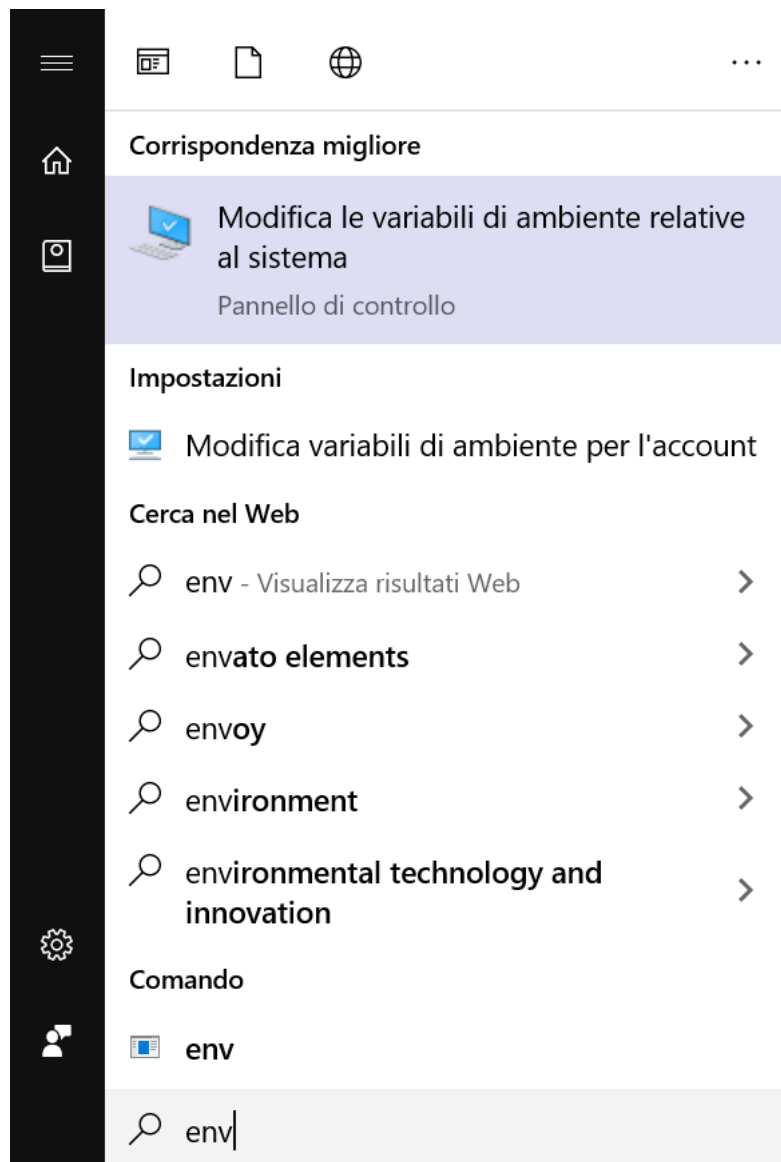 Corrispondenza migliore
Modifica le variabili di ambiente relative
al sistema
Pannello di controllo
Impostazioni
Modifica variabili di ambiente per l'account
Cerca nel Web
env - Visualizza risultati Web
envato elements
envoy
environment
environmental technology and
innovation
Comando
env
env